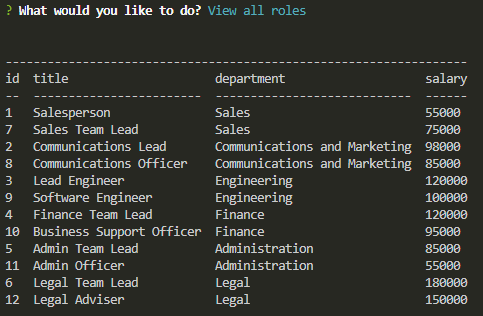 ? What would you like to do? View all roles
------------------------------------------------------------------
id  title                     department                    salary
--  ------------------------  ----------------------------  ------
1   Salesperson               Sales                         55000
7   Sales Team Lead           Sales                         75000
2   Communications Lead       Communications and Marketing  98000
8   Communications Officer    Communications and Marketing  85000
3   Lead Engineer             Engineering                   120000
9   Software Engineer         Engineering                   100000
4   Finance Team Lead         Finance                       120000
10  Business Support Officer  Finance                       95000
5   Admin Team Lead           Administration                85000
11  Admin Officer             Administration                55000
6   Legal Team Lead           Legal                         180000
12  Legal Adviser             Legal                         150000